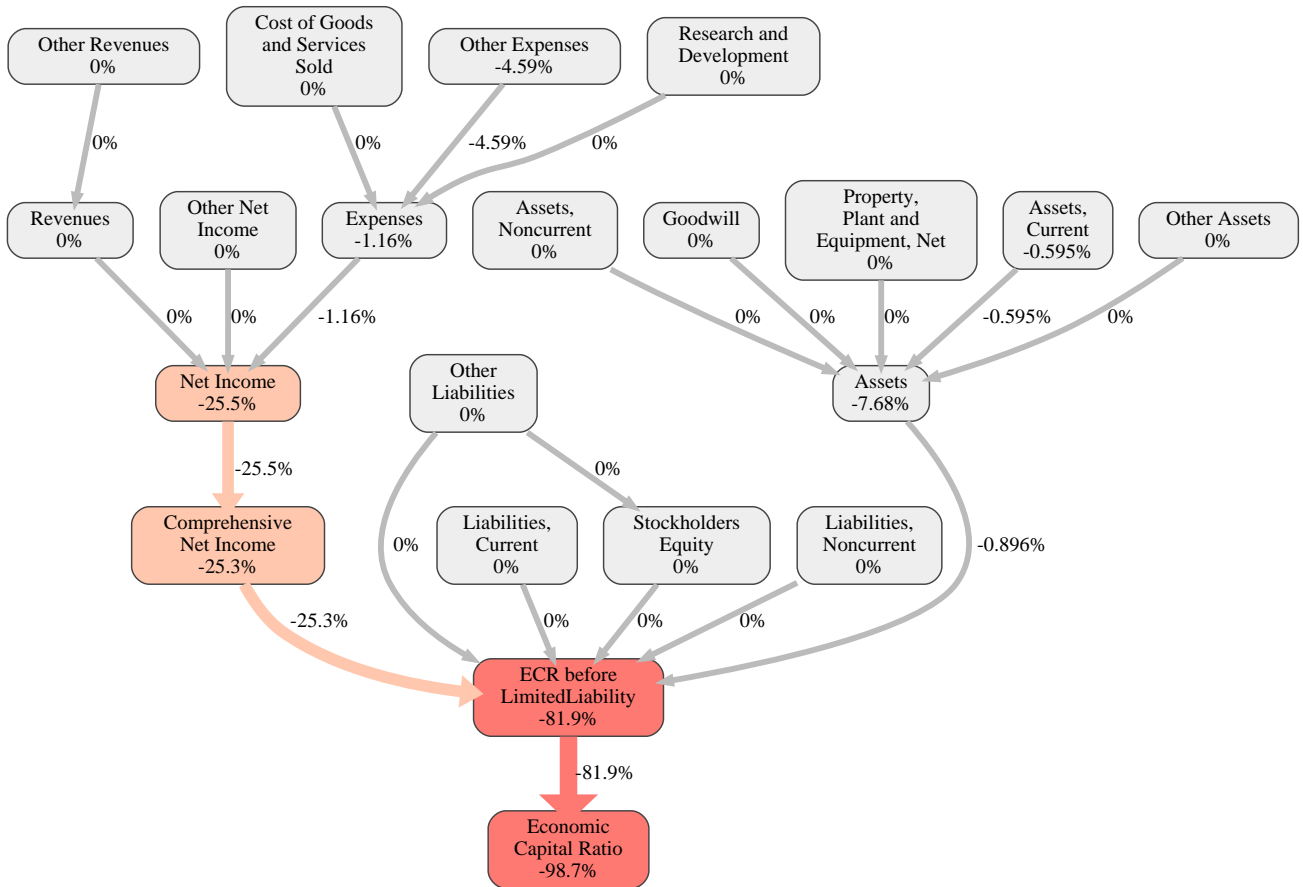 Other Revenues
0%
Cost of Goods
and Services
Sold
0%
Other Expenses
-4.59%
Research and
Development
0%
0%
0%
-4.59%
0%
Revenues
0%
Other Net
Income
0%
Expenses
-1.16%
Assets,
Noncurrent
0%
Goodwill
0%
Property,
Plant and
Equipment, Net
0%
Assets,
Current
-0.595%
Other Assets
0%
0%
0%
-1.16%
0%
0%
0%
-0.595%
0%
Net Income
-25.5%
Other
Liabilities
0%
Assets
-7.68%
-25.5%
0%
Comprehensive
Net Income
-25.3%
0%
Liabilities,
Current
0%
Stockholders
Equity
0%
Liabilities,
Noncurrent
0%
-0.896%
-25.3%
0%
0%
0%
ECR before
LimitedLiability
-81.9%
-81.9%
Economic
Capital Ratio
-98.7%